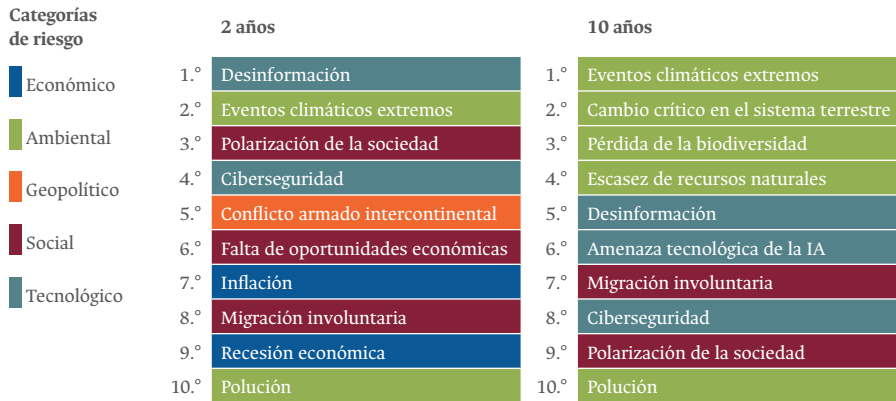 Categorías
de riesgo
Económico
Ambiental
Geopolítico
Social
Tecnológico
2 años
1.º Desinformación
2.º Eventos climáticos extremos
3.º Polarización de la sociedad
4.º Ciberseguridad
5.º Conflicto armado intercontinental
6.º Falta de oportunidades económicas
7.º Inflación
8.º Migración involuntaria
9.º Recesión económica
10.º Polución
10 años
1.º Eventos climáticos extremos
2.º Cambio crítico en el sistema terrestre
3.º Pérdida de la biodiversidad
4.º Escasez de recursos naturales
5.º Desinformación
6.º Amenaza tecnológica de la IA
7.º Migración involuntaria
8.º Ciberseguridad
9.º Polarización de la sociedad
10.º Polución